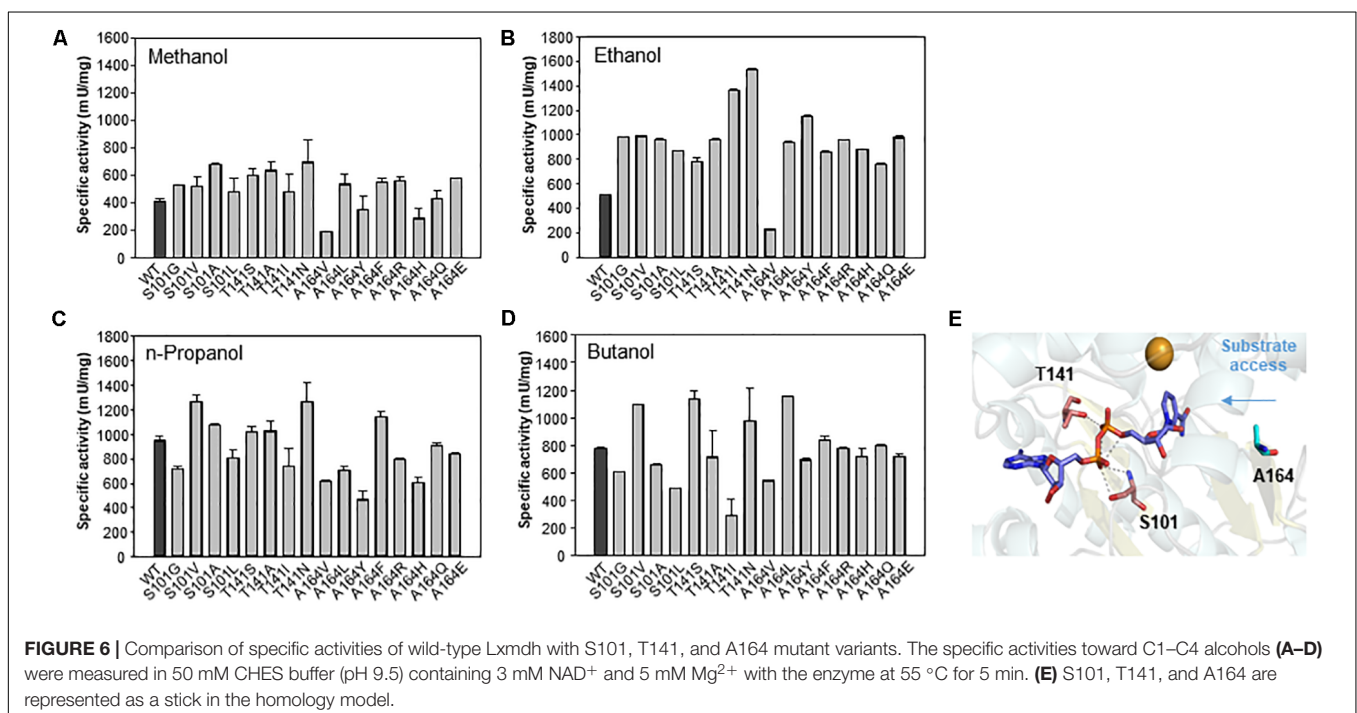 A
Methanol
Specific activity (mU/mg)
1600
1400
1200
1000
800
600
400
200
0
WT
S101G
S101V
S101A
S101L
T141S
T141A
T141I
T141N
A164V
A164L
A164Y
A164F
A164R
A164H
A164Q
A164E
B
Ethanol
Specific activity (mU/mg)
1800
1600
1400
1200
1000
800
600
400
200
0
WT
S101G
S101V
S101A
S101L
T141S
T141A
T141I
T141N
A164V
A164L
A164Y
A164F
A164R
A164H
A164Q
A164E
C
n-Propanol
Specific activity (mU/mg)
1800
1600
1400
1200
1000
800
600
400
200
0
WT
S101G
S101V
S101A
S101L
T141S
T141A
T141I
T141N
A164V
A164L
A164Y
A164F
A164R
A164H
A164Q
A164E
D
Butanol
Specific activity (mU/mg)
1600
1400
1200
1000
800
600
400
200
0
WT
S101G
S101V
S101A
S101L
T141S
T141A
T141I
T141N
A164V
A164L
A164Y
A164F
A164R
A164H
A164Q
A164E
E
Substrate
access
T141
A164
S101
FIGURE 6 | Comparison of specific activities of wild-type Lxmdh with S101, T141, and A164 mutant variants. The specific activities toward C1–C4 alcohols (A–D)
were measured in 50 mM CHES buffer (pH 9.5) containing 3 mM NAD+ and 5 mM Mg2+ with the enzyme at 55 °C for 5 min. (E) S101, T141, and A164 are
represented as a stick in the homology model.